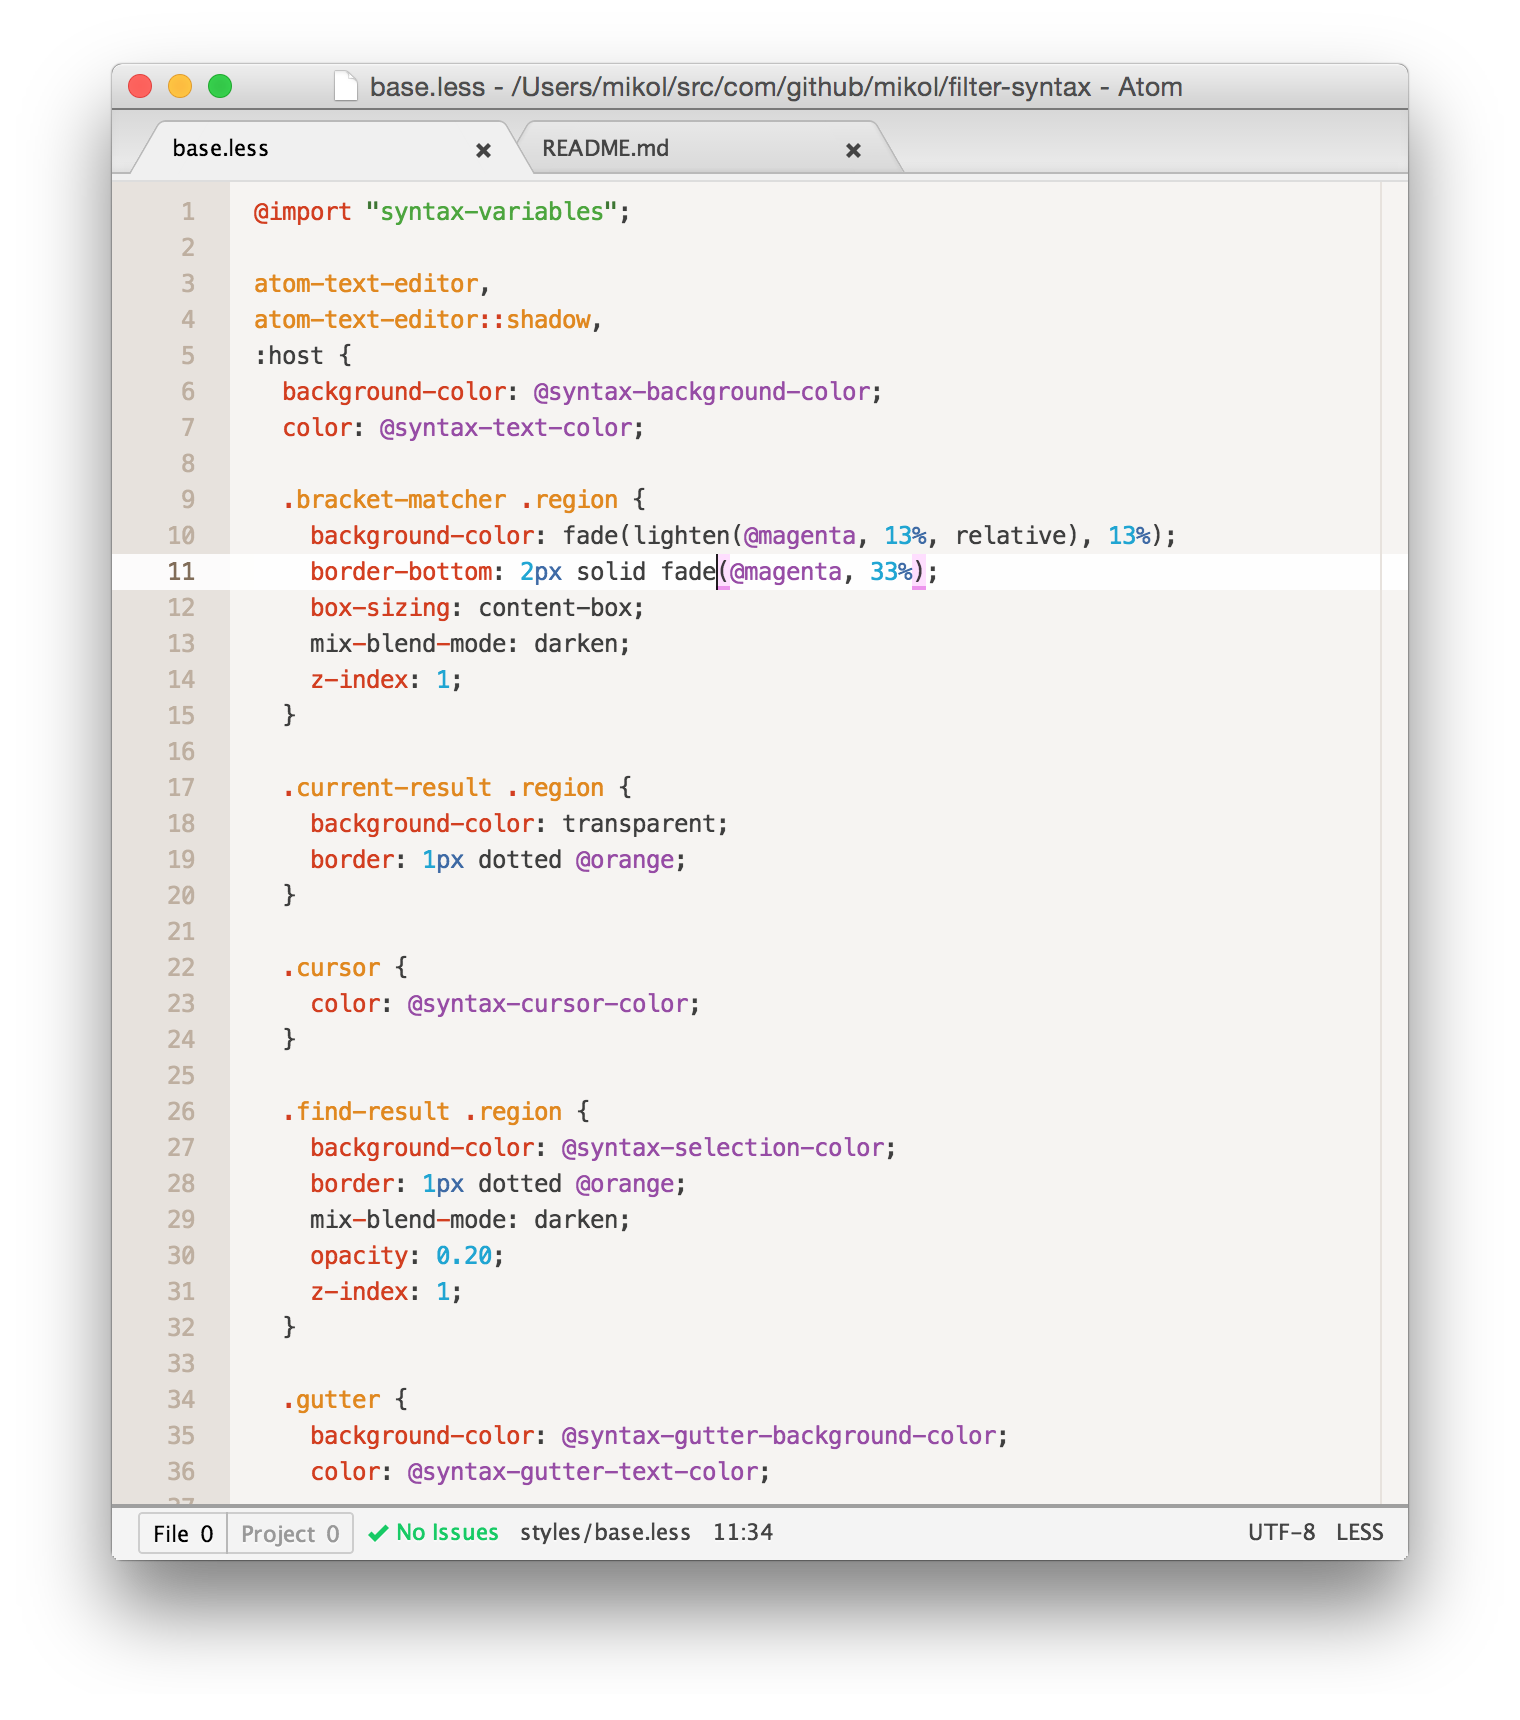 base.less - /Users/mikol/src/com/github/mikol/filter-syntax - Atom
base.less README.md
1 @import "syntax-variables";
2
3 atom-text-editor,
4 atom-text-editor::shadow,
5 :host {
6   background-color: @syntax-background-color;
7   color: @syntax-text-color;
8
9   .bracket-matcher .region {
10     background-color: fade(lighten(@magenta, 13%, relative), 13%);
11     border-bottom: 2px solid fade(@magenta, 33%);
12     box-sizing: content-box;
13     mix-blend-mode: darken;
14     z-index: 1;
15   }
16
17   .current-result .region {
18     background-color: transparent;
19     border: 1px dotted @orange;
20   }
21
22   .cursor {
23     color: @syntax-cursor-color;
24   }
25
26   .find-result .region {
27     background-color: @syntax-selection-color;
28     border: 1px dotted @orange;
29     mix-blend-mode: darken;
30     opacity: 0.20;
31     z-index: 1;
32   }
33
34   .gutter {
35     background-color: @syntax-gutter-background-color;
36     color: @syntax-gutter-text-color;
37
File 0 Project 0 No Issues styles/base.less 11:34 UTF-8 LESS